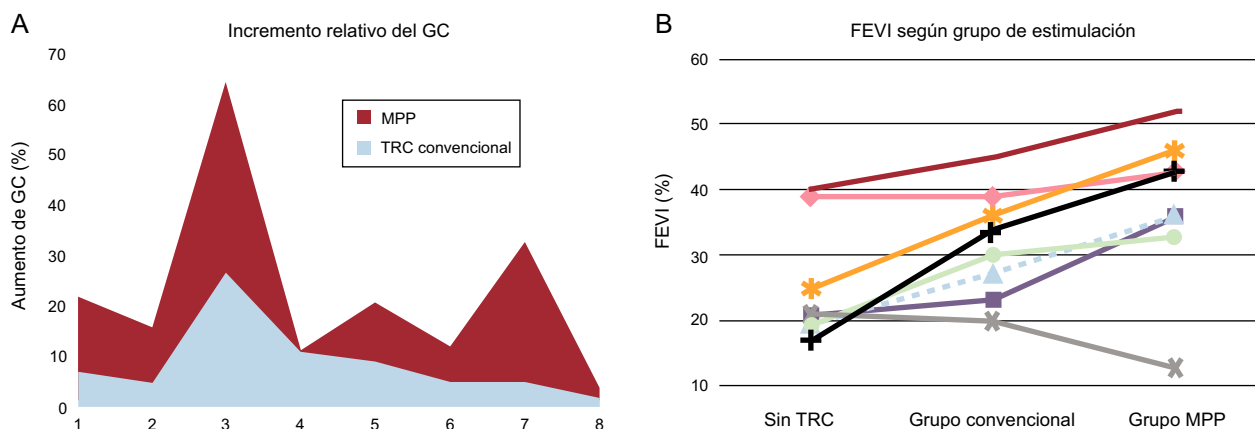 A
Incremento relativo del GC
Aumento de GC (%)
70
60
50
40
30
20
10
0
MPP
TRC convencional
1 2 3 4 5 6 7 8
B
FEVI según grupo de estimulación
FEVI (%)
60
50
40
30
20
10
Sin TRC Grupo convencional Grupo MPP